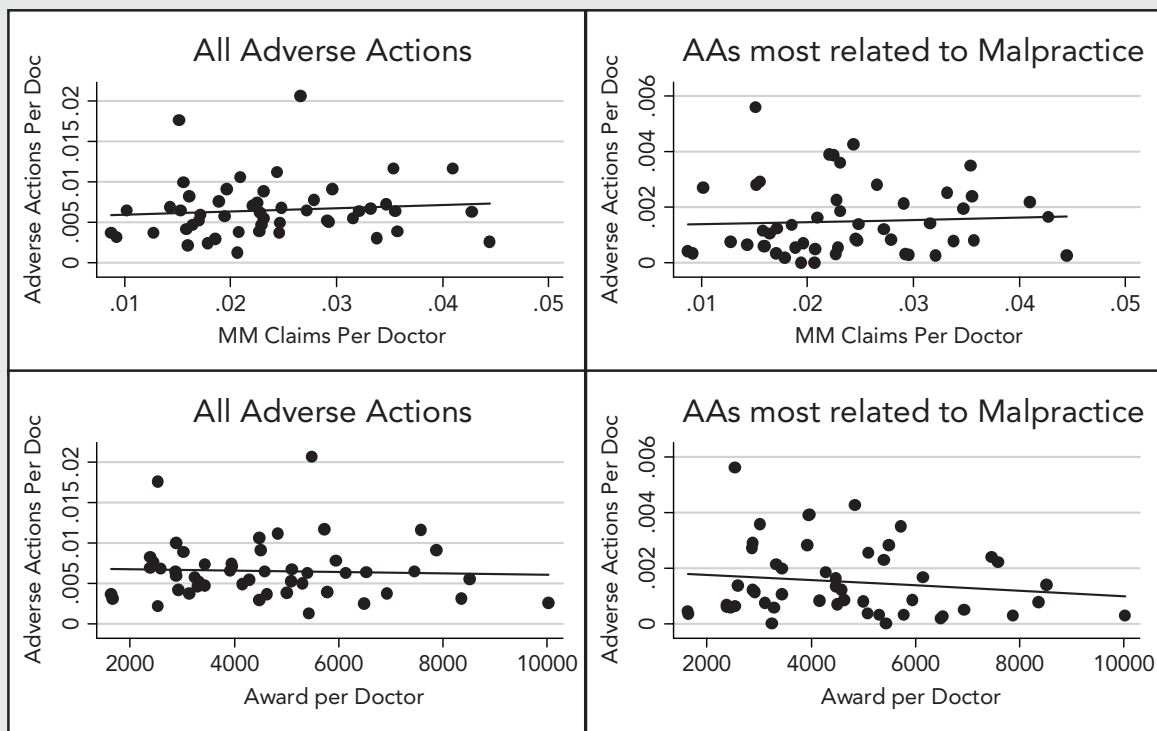 All Adverse Actions
Adverse Actions Per Doc
0 .005 .01 .015 .02
.01 .02 .03 .04 .05
MM Claims Per Doctor
AAs most related to Malpractice
Adverse Actions Per Doc
0 .002 .004 .006
.01 .02 .03 .04 .05
MM Claims Per Doctor
All Adverse Actions
Adverse Actions Per Doc
0 .005 .01 .015 .02
2000 4000 6000 8000 10000
Award per Doctor
AAs most related to Malpractice
Adverse Actions Per Doc
0 .002 .004 .006
2000 4000 6000 8000 10000
Award per Doctor